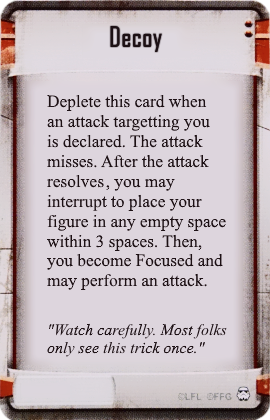 Decoy
Deplete this card when
an attack targetting you
is declared. The attack
misses. After the attack
resolves, you may
interrupt to place your
figure in any empty space
within 3 spaces. Then,
you become Focused and
may perform an attack.
"Watch carefully. Most folks
only see this trick once."
©LFL ©FFG